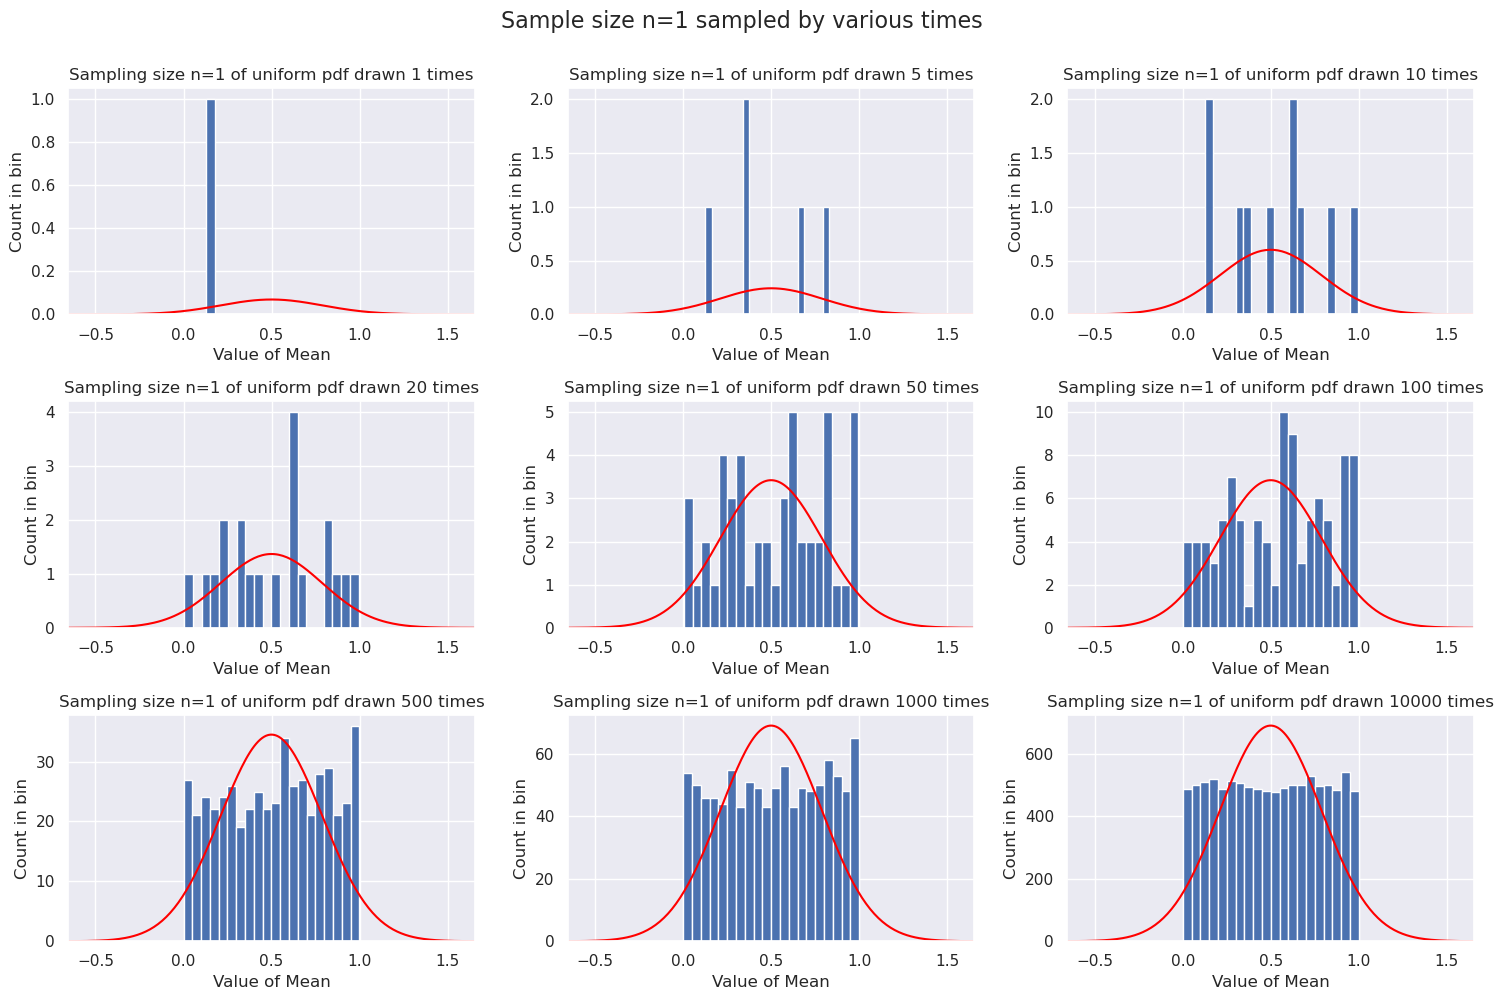 Sample size n=1 sampled by various times
Sampling size n=1 of uniform pdf drawn 1 times
1.0
0.8
0.6
0.4
0.2
0.0
Count in bin
−0.5 0.0 0.5 1.0 1.5
Value of Mean
Sampling size n=1 of uniform pdf drawn 5 times
2.0
1.5
1.0
0.5
0.0
Count in bin
−0.5 0.0 0.5 1.0 1.5
Value of Mean
Sampling size n=1 of uniform pdf drawn 10 times
2.0
1.5
1.0
0.5
0.0
Count in bin
−0.5 0.0 0.5 1.0 1.5
Value of Mean
Sampling size n=1 of uniform pdf drawn 20 times
4
3
2
1
0
Count in bin
−0.5 0.0 0.5 1.0 1.5
Value of Mean
Sampling size n=1 of uniform pdf drawn 50 times
5
4
3
2
1
0
Count in bin
−0.5 0.0 0.5 1.0 1.5
Value of Mean
Sampling size n=1 of uniform pdf drawn 100 times
10
8
6
4
2
0
Count in bin
−0.5 0.0 0.5 1.0 1.5
Value of Mean
Sampling size n=1 of uniform pdf drawn 500 times
30
20
10
0
Count in bin
−0.5 0.0 0.5 1.0 1.5
Value of Mean
Sampling size n=1 of uniform pdf drawn 1000 times
60
40
20
0
Count in bin
−0.5 0.0 0.5 1.0 1.5
Value of Mean
Sampling size n=1 of uniform pdf drawn 10000 times
600
400
200
0
Count in bin
−0.5 0.0 0.5 1.0 1.5
Value of Mean